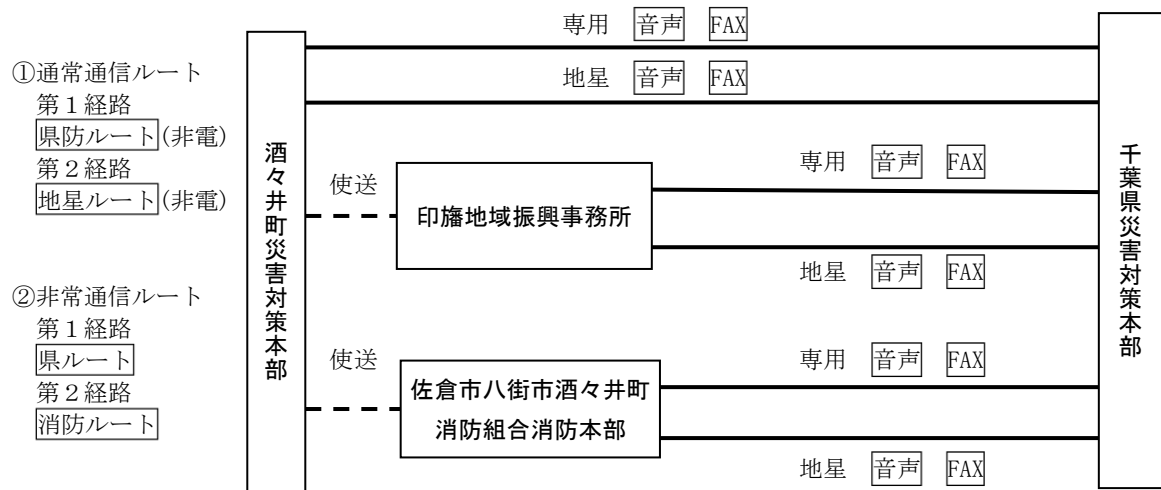 ①通常通信ルート
第１経路
県防ルート(非電)
第２経路
地星ルート(非電)
②非常通信ルート
第１経路
県ルート
第２経路
消防ルート
酒々井町災害対策本部
専用 音声 FAX
地星 音声 FAX
使送
印旛地域振興事務所
専用 音声 FAX
地星 音声 FAX
使送
佐倉市八街市酒々井町
消防組合消防本部
専用 音声 FAX
地星 音声 FAX
千葉県災害対策本部